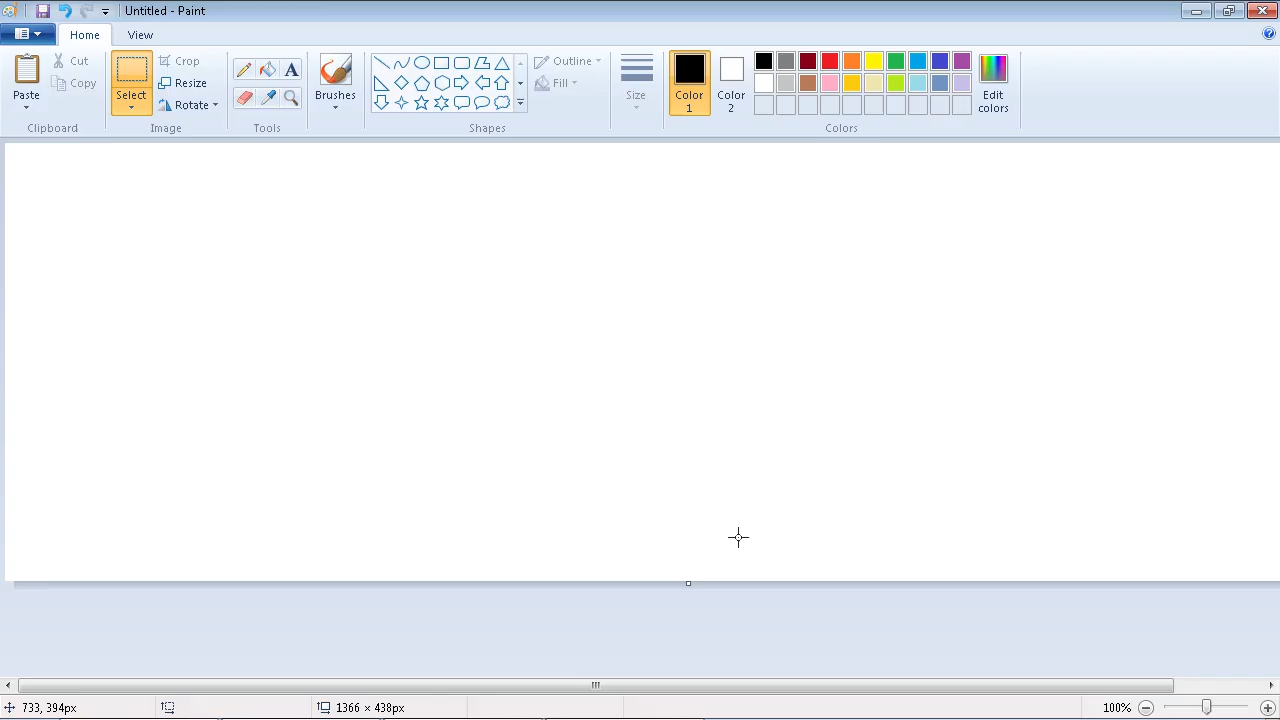 Untitled - Paint
Home View
Paste
Cut
Copy
Clipboard
Select
Crop
Resize
Rotate
Image
A
Tools
Brushes
Shapes
Outline
Fill
Size
Color 1
Color 2
Edit colors
Colors
733, 394px
1366 × 438px
100%